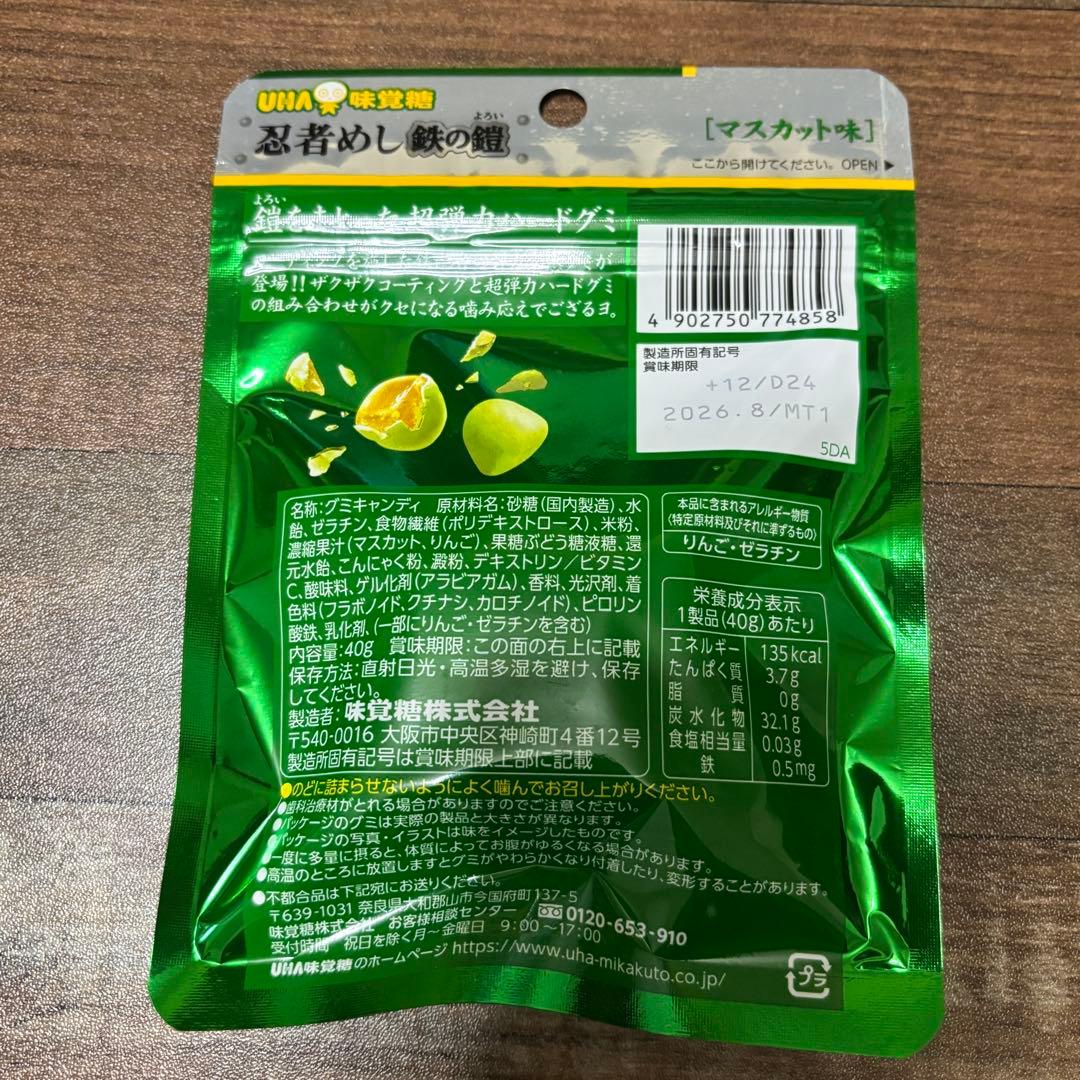 UHA 味覚糖
忍者めし 鉄の鎧
よろい
[マスカット味]
ここから開けてください。 OPEN ▶
よろい
超弾力ハードグミ
登場!! ザクザクコーティングと超弾力ハードグミ
の組み合わせがクセになる噛み応えでござるヨ。
4 902750 774858
製造所固有記号
賞味期限
+12/D24
2026.8/MT1
5DA
名称:グミキャンディ 原材料名:砂糖(国内製造)、水
飴、ゼラチン、食物繊維(ポリデキストロース)、米粉、
濃縮果汁(マスカット、りんご)、果糖ぶどう糖液糖、還
元水飴、こんにゃく粉、澱粉、デキストリン/ビタミン
C、酸味料、ゲル化剤(アラビアガム)、香料、光沢剤、着
色料(フラボノイド、クチナシ、カロチノイド)、ピロリン
酸鉄、乳化剤、(一部にりんご・ゼラチンを含む)
内容量:40g 賞味期限:この面の右上に記載
保存方法:直射日光・高温多湿を避け、保存
してください。
製造者:味覚糖株式会社
〒540-0016 大阪市中央区神崎町4番12号
製造所固有記号は賞味期限上部に記載
本品に含まれるアレルギー物質
〈特定原材料及びそれに準ずるもの〉
りんご・ゼラチン
栄養成分表示
1製品(40g)あたり
エネルギー 135kcal
たんぱく質 3.7g
脂質 0g
炭水化物 32.1g
食塩相当量 0.03g
鉄 0.5mg
●のどに詰まらせないようによく噛んでお召し上がりください。
●歯科治療材がとれる場合がありますのでご注意ください。
●パッケージのグミは実際の製品と大きさが異なります。
●パッケージの写真・イラストは味をイメージしたものです。
●一度に多量に摂ると、体質によってお腹がゆるくなる場合があります。
●高温のところに放置しますとグミがやわらかくなり付着したり、変形することがあります。
●不都合品は下記宛にお送りください。
〒639-1031 奈良県大和郡山市今国府町137-5
味覚糖株式会社 お客様相談センター 0120-653-910
受付時間 祝日を除く月～金曜日 9:00～17:00
UHA味覚糖のホームページ https://www.uha-mikakuto.co.jp/
プラ